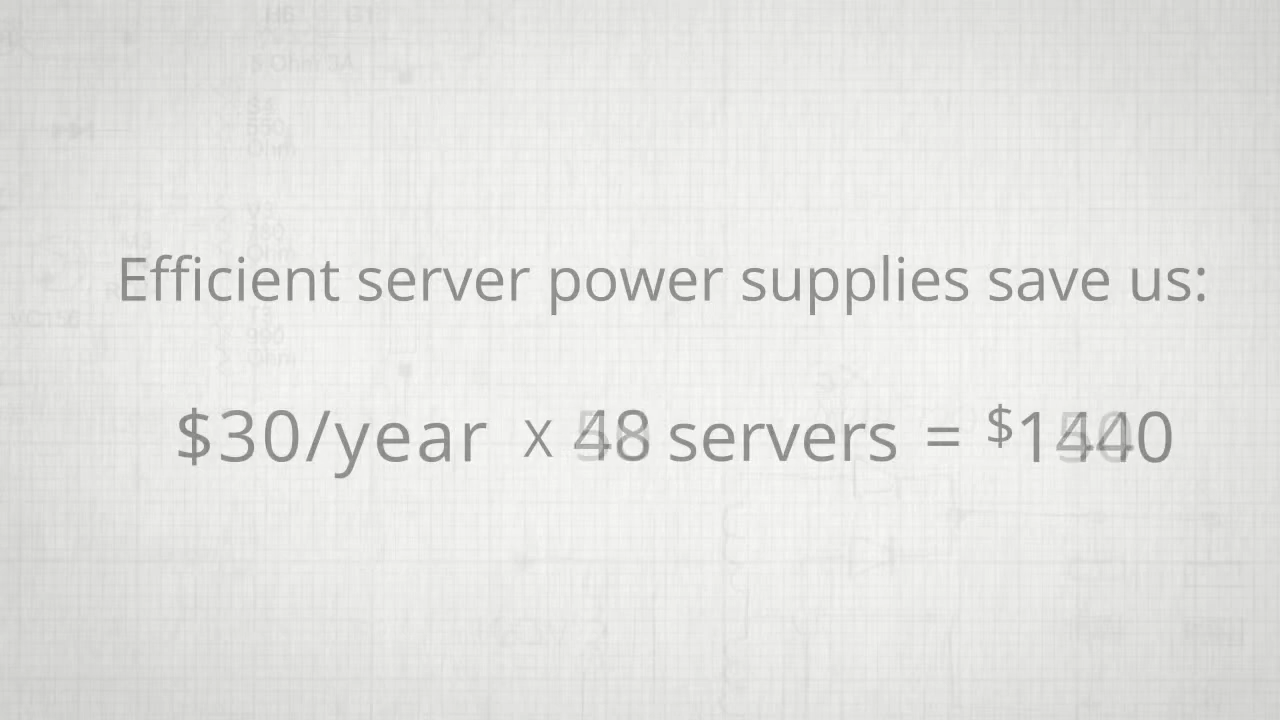 Efficient server power supplies save us:
$30/year x 48 servers = $1440